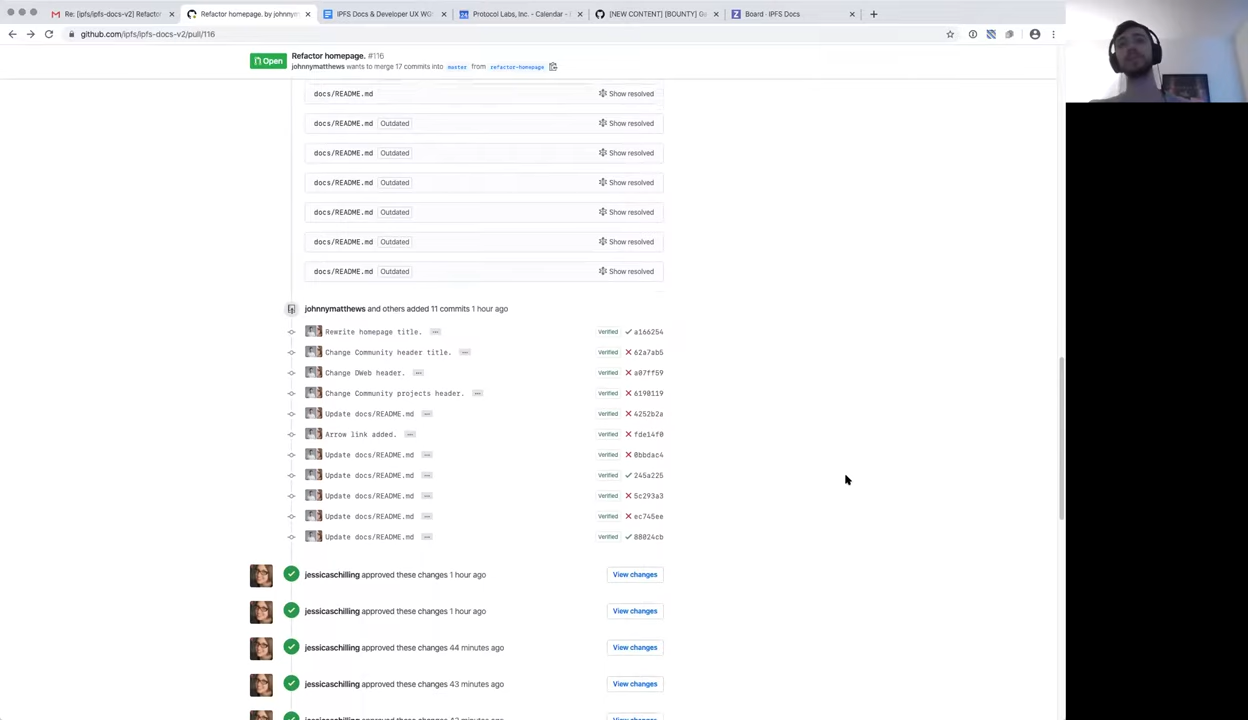 Re: [ipfs/ipfs-docs-v2] Refactor
Refactor homepage. by johnnym
IPFS Docs & Developer UX WG
Protocol Labs, Inc. - Calendar -
[NEW CONTENT] [BOUNTY] Gu
Board · IPFS Docs
github.com/ipfs/ipfs-docs-v2/pull/116
Open
Refactor homepage. #116
johnnymatthews wants to merge 17 commits into master from refactor-homepage
docs/README.md Show resolved
docs/README.md Outdated Show resolved
docs/README.md Outdated Show resolved
docs/README.md Outdated Show resolved
docs/README.md Outdated Show resolved
docs/README.md Outdated Show resolved
docs/README.md Outdated Show resolved
johnnymatthews and others added 11 commits 1 hour ago
Rewrite homepage title. ... Verified a166254
Change Community header title. ... Verified 62a7ab5
Change DWeb header. ... Verified a07ff59
Change Community projects header. ... Verified 6190119
Update docs/README.md ... Verified 4252b2a
Arrow link added. ... Verified fde14f0
Update docs/README.md ... Verified 0bbdac4
Update docs/README.md ... Verified 245a225
Update docs/README.md ... Verified 5c293a3
Update docs/README.md ... Verified ec745ee
Update docs/README.md ... Verified 88024cb
jessicaschilling approved these changes 1 hour ago View changes
jessicaschilling approved these changes 1 hour ago View changes
jessicaschilling approved these changes 44 minutes ago View changes
jessicaschilling approved these changes 43 minutes ago View changes
jessicaschilling approved these changes